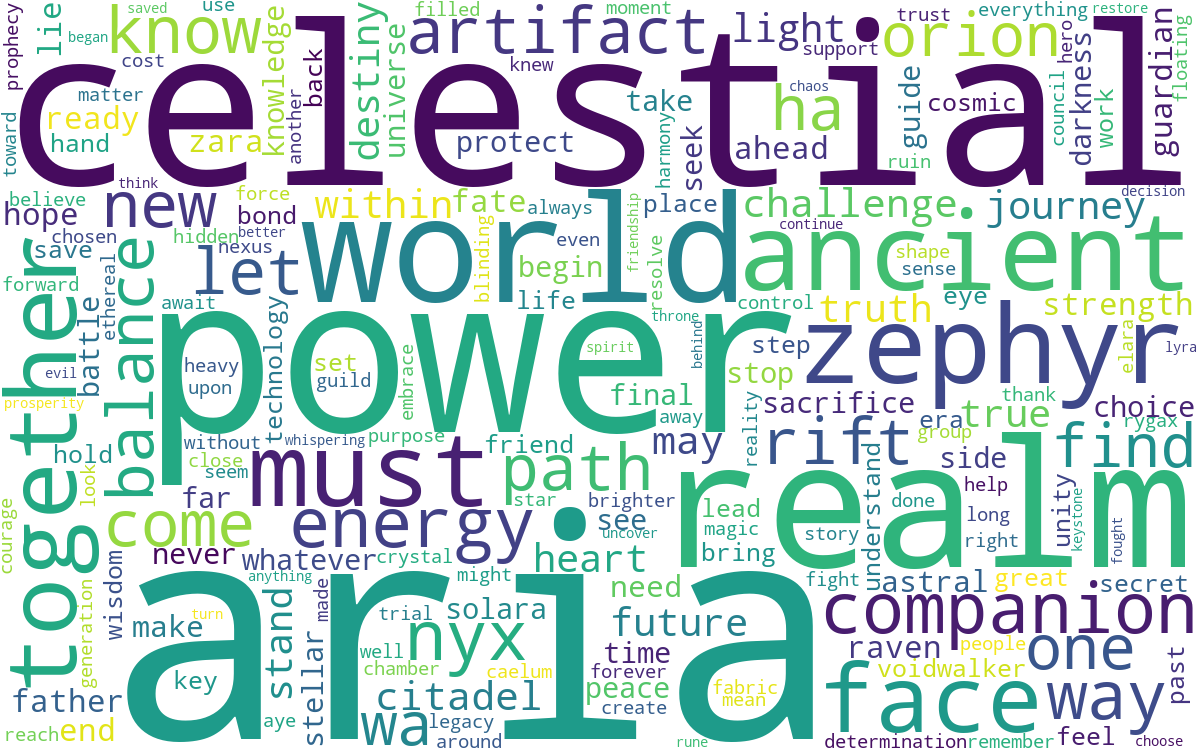 prophecy
lie
saved
began
use
know
cost
matter
ready
hand
toward
zara
knowledge
another
back
destiny
universe
filled
moment
artifact
knew
protect
take
harmony
seek
light
support
chaos
ha
ahead
trust
orion
guide
ruin
cosmic
everything
hero
council
darkness
restore
work
guardian
floating
celestial
believe
hope
chosen
think
new
hidden
force
bond
better
nexus
within
fate
always
even
friendship
place
challenge
continue
journey
decision
save
forward
together
balance
ethereal
battle
let
await
technology
world
blinding
begin
life
resolve
ancient
shape
sense
control
throne
eye
truth
strength
evil
prosperity
power
heavy
upon
set
guild
embrace
spirit
behind
final
away
step
stop
zephyr
elara
lyra
thank
sacrifice
era
true
choice
rygax
group
hold
look
without
close
seem
whispering
purpose
friend
must
path
star
brighter
may
reality
rift
side
find
far
help
done
long
right
unity
keystone
fought
courage
come
energy
see
uncover
lead
magic
bring
story
understand
realm
never
whatever
crystal
heart
wisdom
generation
anything
might
need
fight
astral
great
secret
make
turn
stand
made
trial
solara
future
companion
nyx
well
chamber
caelum
time
forever
raven
people
one
past
key
father
stellar
citadel
peace
fabric
mean
voidwalker
aria
face
way
reach
end
aye
wa
legacy
around
create
rune
determination
remember
feel
choose